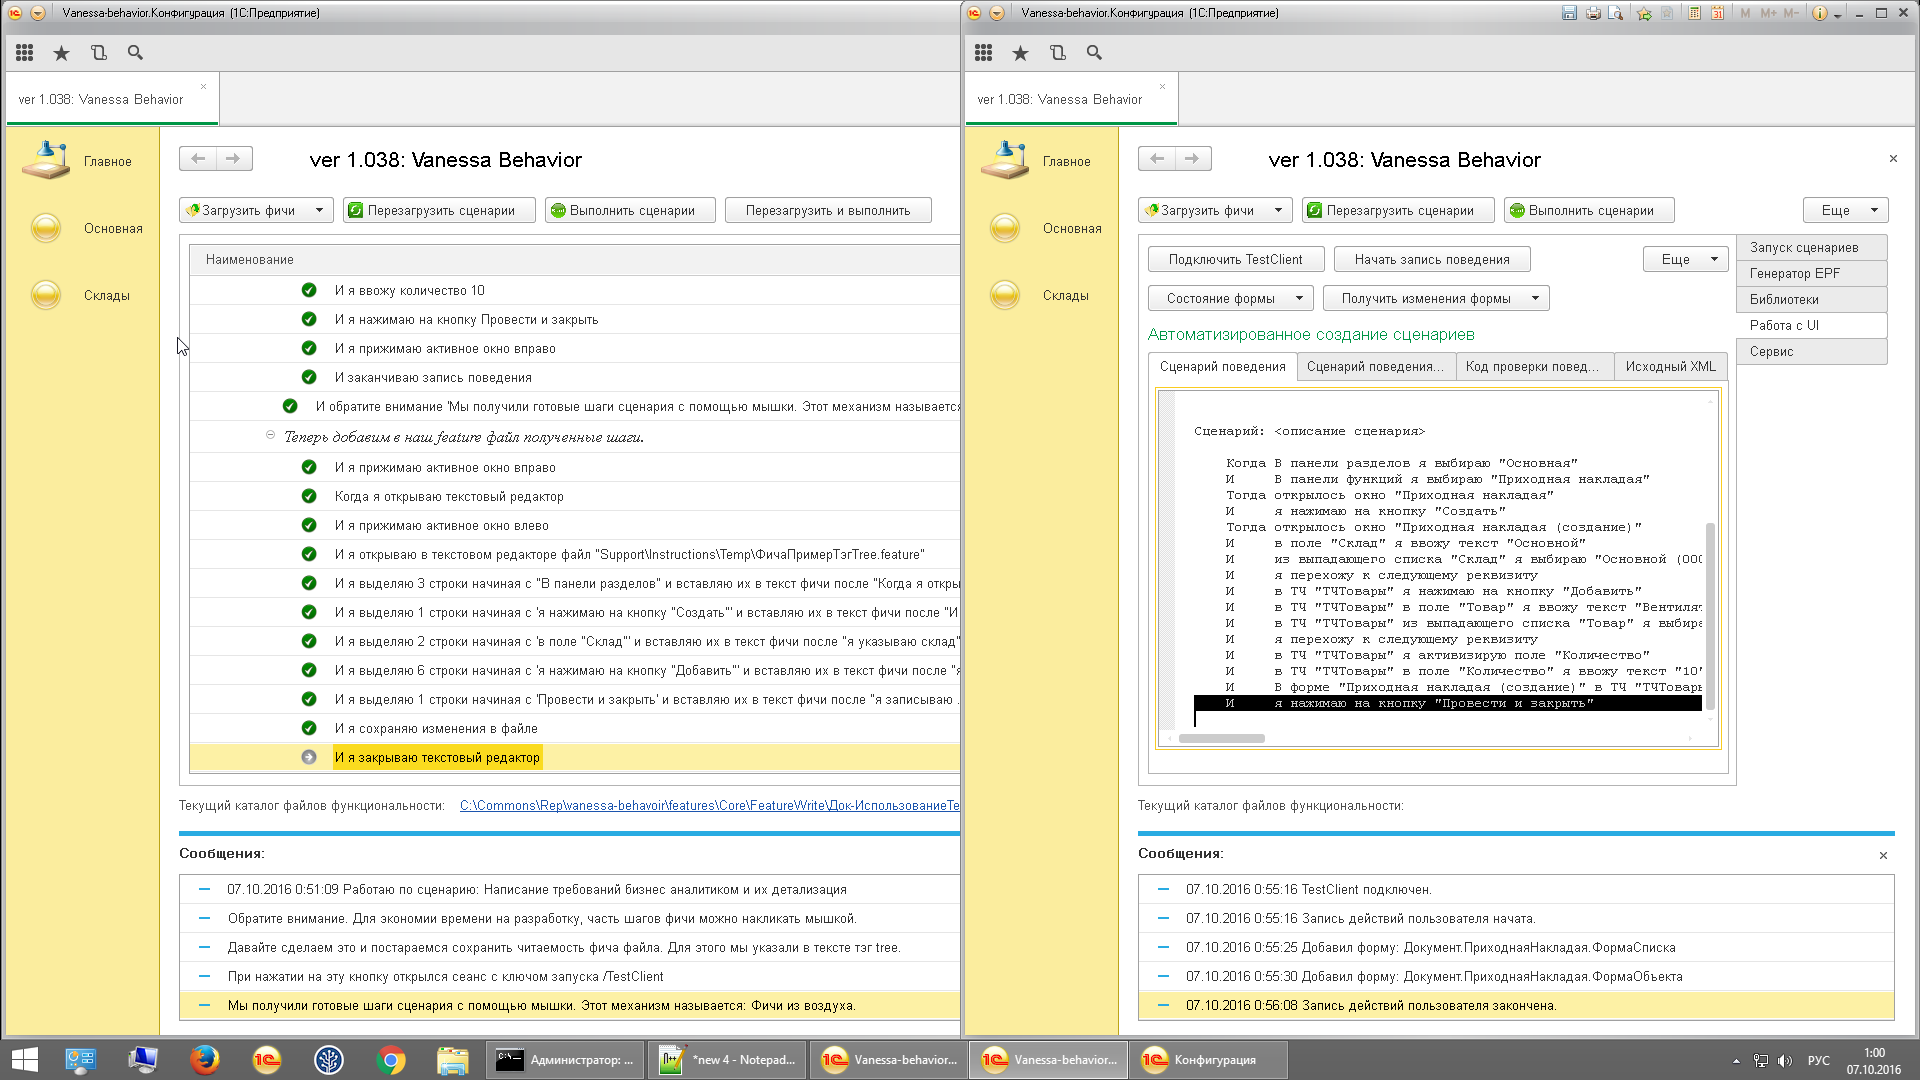 Vanessa-behavior.Конфигурация (1С:Предприятие)
ver 1.038: Vanessa Behavior
Главное
Основная
Склады
ver 1.038: Vanessa Behavior
Загрузить фичи
Перезагрузить сценарии
Выполнить сценарии
Перезагрузить и выполнить
Наименование
И я ввожу количество 10
И я нажимаю на кнопку Провести и закрыть
И я прижимаю активное окно вправо
И заканчиваю запись поведения
И обратите внимание 'Мы получили готовые шаги сценария с помощью мышки. Этот механизм называется
Теперь добавим в наш feature файл полученные шаги.
И я прижимаю активное окно вправо
Когда я открываю текстовый редактор
И я прижимаю активное окно влево
И я открываю в текстовом редакторе файл "Support\Instructions\Temp\ФичаПримерТэгTree.feature"
И я выделяю 3 строки начиная с "В панели разделов" и вставляю их в текст фичи после "Когда я откры
И я выделяю 1 строки начиная с 'я нажимаю на кнопку "Создать"' и вставляю их в текст фичи после "И
И я выделяю 2 строки начиная с 'в поле "Склад"' и вставляю их в текст фичи после "я указываю склад"
И я выделяю 6 строки начиная с 'я нажимаю на кнопку "Добавить"' и вставляю их в текст фичи после "я
И я выделяю 1 строки начиная с 'Провести и закрыть' и вставляю их в текст фичи после "я записываю .
И я сохраняю изменения в файле
И я закрываю текстовый редактор
Текущий каталог файлов функциональности: C:\Commons\Rep\vanessa-behavoir\features\Core\FeatureWrite\Док-ИспользованиеТе
Сообщения:
07.10.2016 0:51:09 Работаю по сценарию: Написание требований бизнес аналитиком и их детализация
Обратите внимание. Для экономии времени на разработку, часть шагов фичи можно накликать мышкой.
Давайте сделаем это и постараемся сохранить читаемость фича файла. Для этого мы указали в тексте тэг tree.
При нажатии на эту кнопку открылся сеанс с ключом запуска /TestClient
Мы получили готовые шаги сценария с помощью мышки. Этот механизм называется: Фичи из воздуха.
Vanessa-behavior.Конфигурация (1С:Предприятие)
M M+ M-
ver 1.038: Vanessa Behavior
Главное
Основная
Склады
ver 1.038: Vanessa Behavior
Загрузить фичи
Перезагрузить сценарии
Выполнить сценарии
Еще
Подключить TestClient
Начать запись поведения
Еще
Состояние формы
Получить изменения формы
Запуск сценариев
Генератор EPF
Библиотеки
Работа с UI
Сервис
Автоматизированное создание сценариев
Сценарий поведения
Сценарий поведения...
Код проверки повед...
Исходный XML
Сценарий: <описание сценария>
Когда В панели разделов я выбираю "Основная"
И В панели функций я выбираю "Приходная накладая"
Тогда открылось окно "Приходная накладая"
И я нажимаю на кнопку "Создать"
Тогда открылось окно "Приходная накладая (создание)"
И в поле "Склад" я ввожу текст "Основной"
И из выпадающего списка "Склад" я выбираю "Основной (000
И я перехожу к следующему реквизиту
И в ТЧ "ТЧТовары" я нажимаю на кнопку "Добавить"
И в ТЧ "ТЧТовары" в поле "Товар" я ввожу текст "Вентилят
И в ТЧ "ТЧТовары" из выпадающего списка "Товар" я выбира
И я перехожу к следующему реквизиту
И в ТЧ "ТЧТовары" я активизирую поле "Количество"
И в ТЧ "ТЧТовары" в поле "Количество" я ввожу текст "10"
И В форме "Приходная накладая (создание)" в ТЧ "ТЧТовары
И я нажимаю на кнопку "Провести и закрыть"
Текущий каталог файлов функциональности:
Сообщения:
07.10.2016 0:55:16 TestClient подключен.
07.10.2016 0:55:16 Запись действий пользователя начата.
07.10.2016 0:55:25 Добавил форму: Документ.ПриходнаяНакладая.ФормаСписка
07.10.2016 0:55:30 Добавил форму: Документ.ПриходнаяНакладая.ФормаОбъекта
07.10.2016 0:56:08 Запись действий пользователя закончена.
Администратор: ...
*new 4 - Notepad...
Vanessa-behavior...
Vanessa-behavior...
Конфигурация
РУС
1:00
07.10.2016